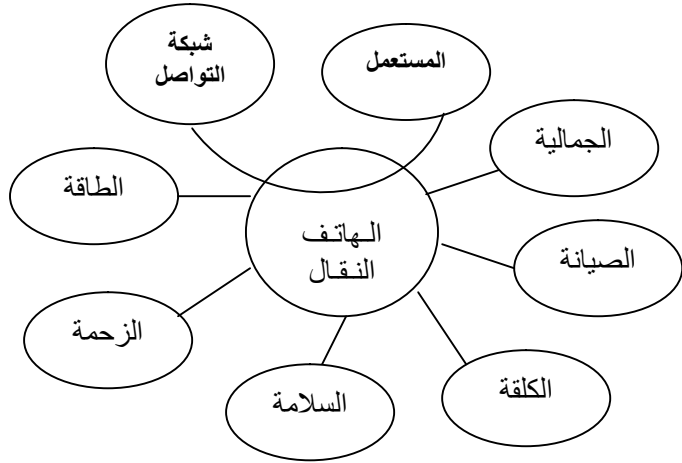 شبكة
التواصل
المستعمل
الجمالية
الطاقة
الهاتف
النقال
الصيانة
الزحمة
السلامة
الكلفة